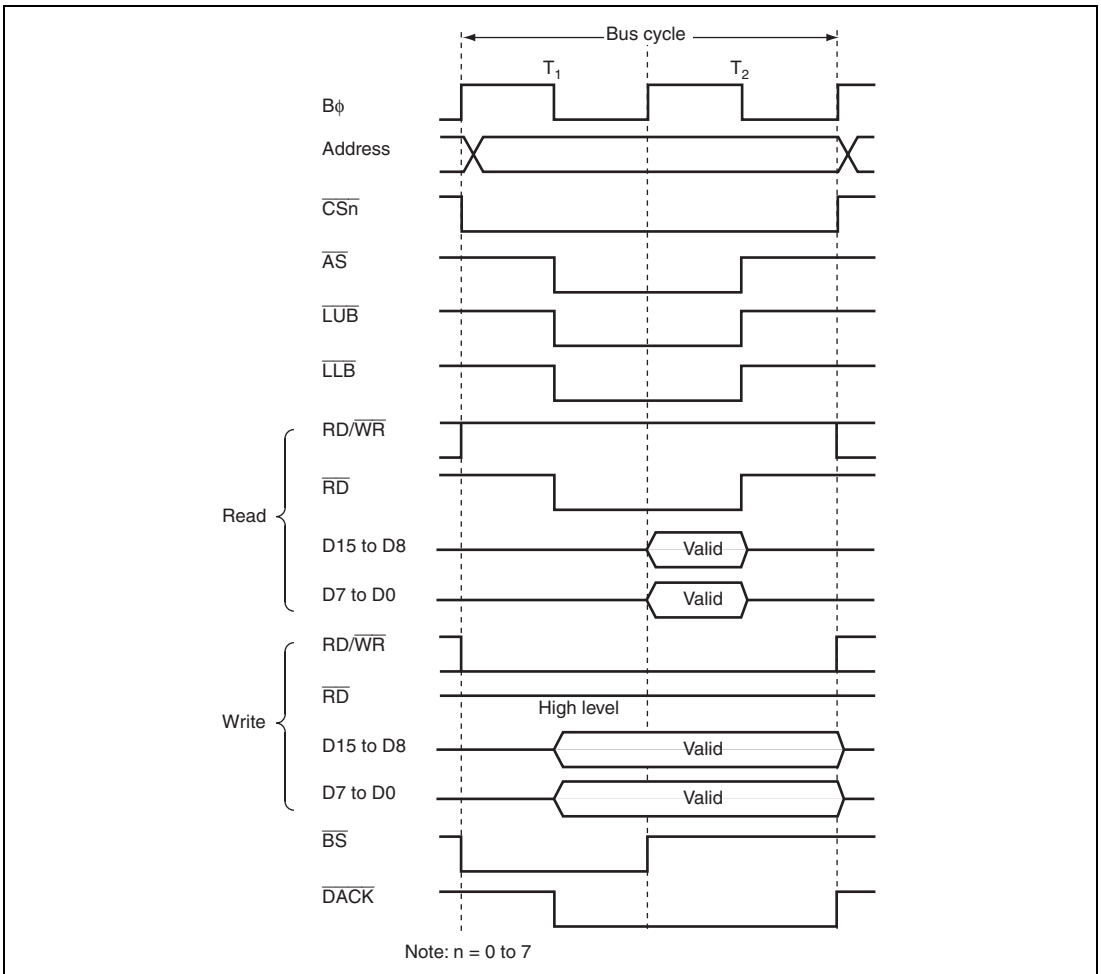 Bus cycle
T1 T2
Bφ
Address
CSn
AS
LUB
LLB
RD/WR
RD
Read
D15 to D8 Valid
D7 to D0 Valid
RD/WR
RD
High level
Write
D15 to D8 Valid
D7 to D0 Valid
BS
DACK
Note: n = 0 to 7